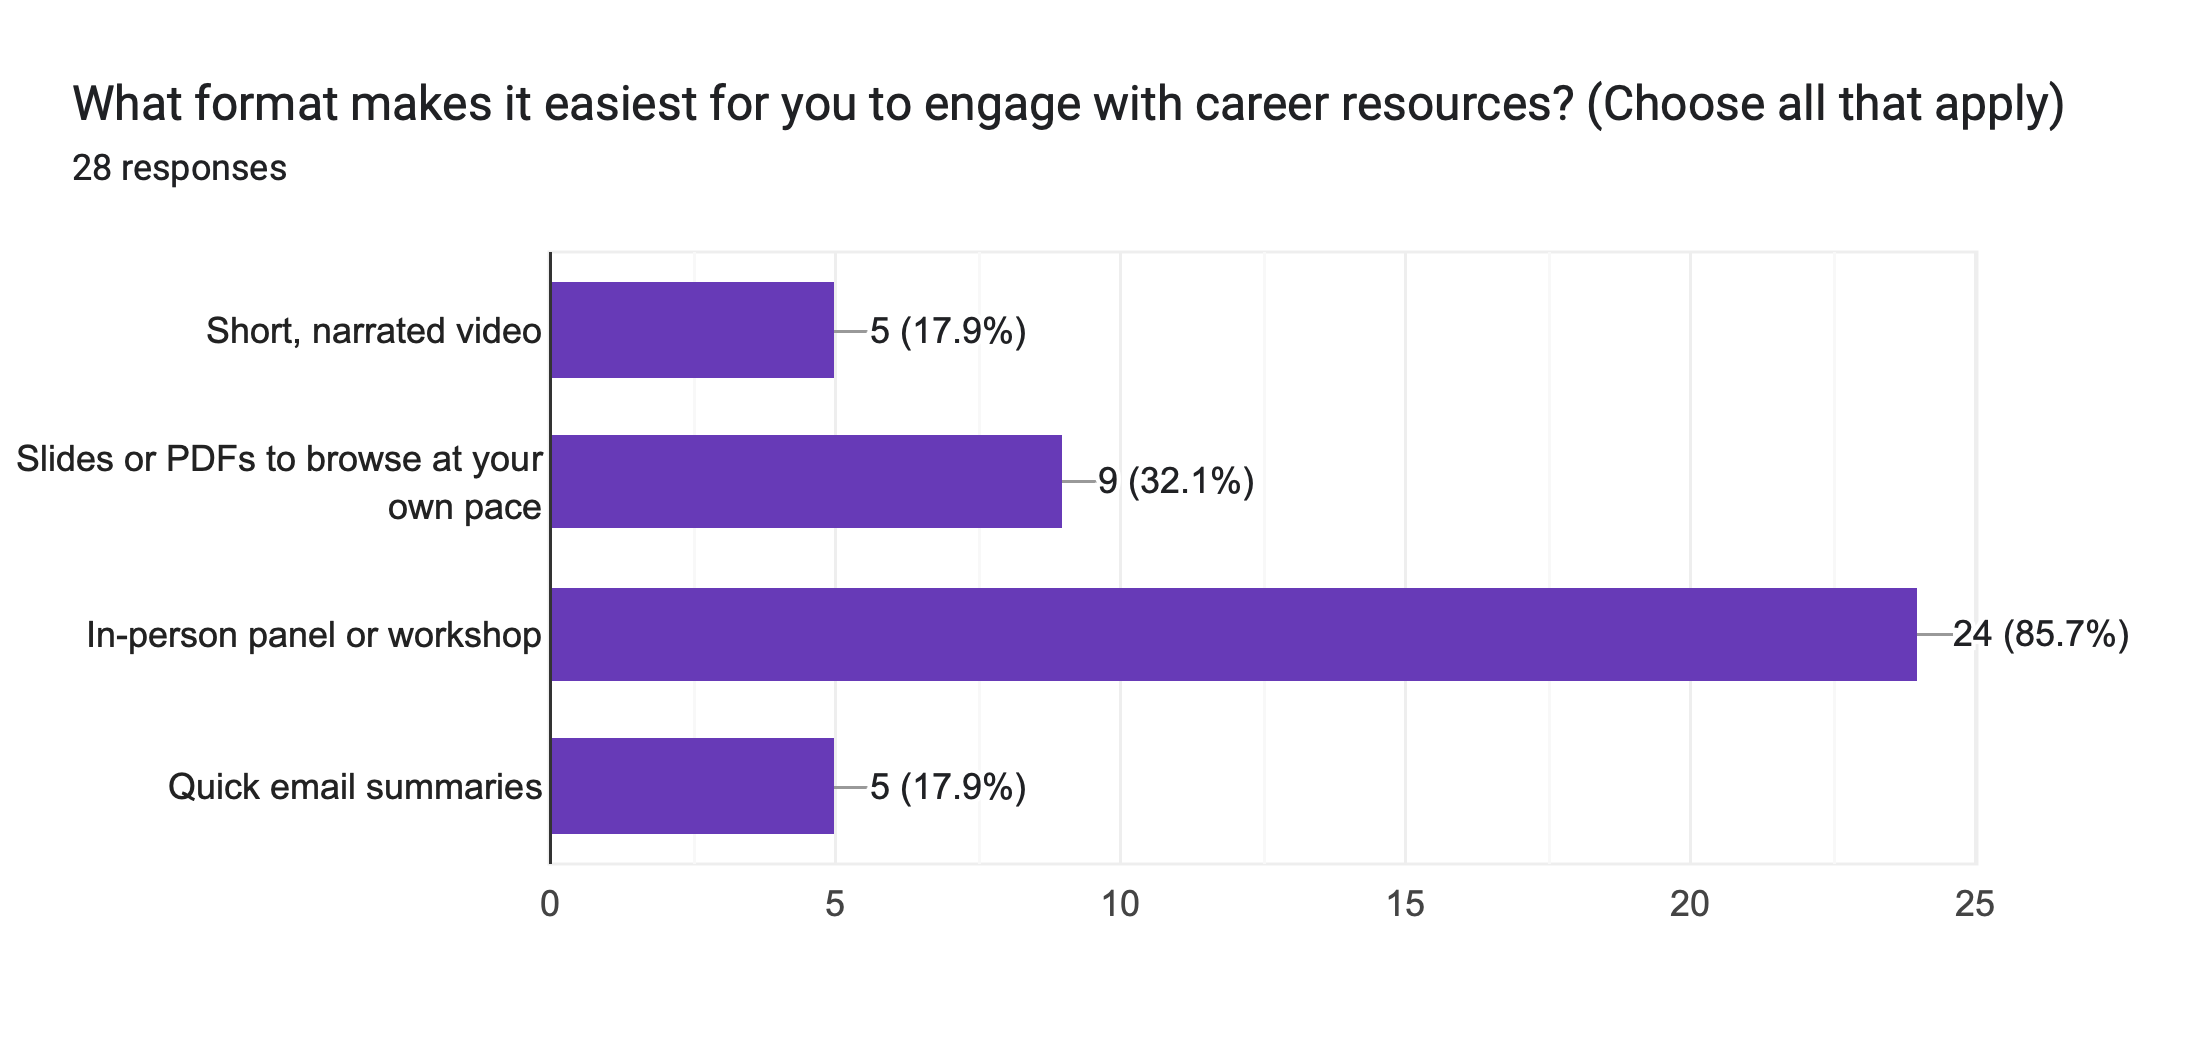 What format makes it easiest for you to engage with career resources? (Choose all that apply)
28 responses
Short, narrated video
5 (17.9%)
Slides or PDFs to browse at your
own pace
9 (32.1%)
In-person panel or workshop
24 (85.7%)
Quick email summaries
5 (17.9%)
0 5 10 15 20 25